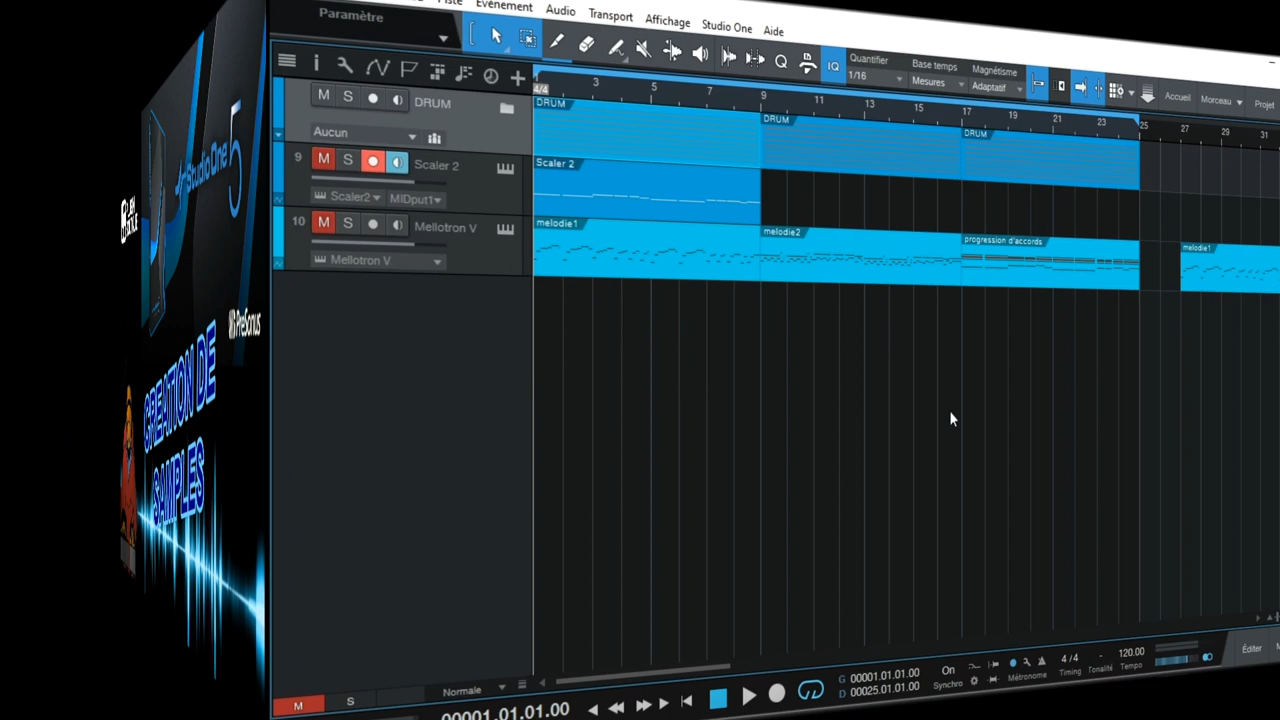 Studio One 5
PreSonus
CREATION DE
SAMPLES
Piste Événement Audio Transport Affichage Studio One Aide
Paramètre
IQ
Quantifier
1/16
Base temps
Mesures
Magnétisme
Adaptatif
Accueil
Morceau
Projet
3 5 7 9 11 13 15 17 19 21 23 25 27 29 31
4/4
M S DRUM
Aucun
9 M S Scaler 2
Scaler2 MIDput1
10 M S Mellotron V
Mellotron V
DRUM DRUM DRUM
Scaler 2
melodie1 melodie2 progression d'accords melodie1
M S
Normale
00001.01.01.00
G 00001.01.01.00
D 00025.01.01.00
On
Synchro
Métronome
4 / 4
Timing
-
Tonalité
120.00
Tempo
Éditer